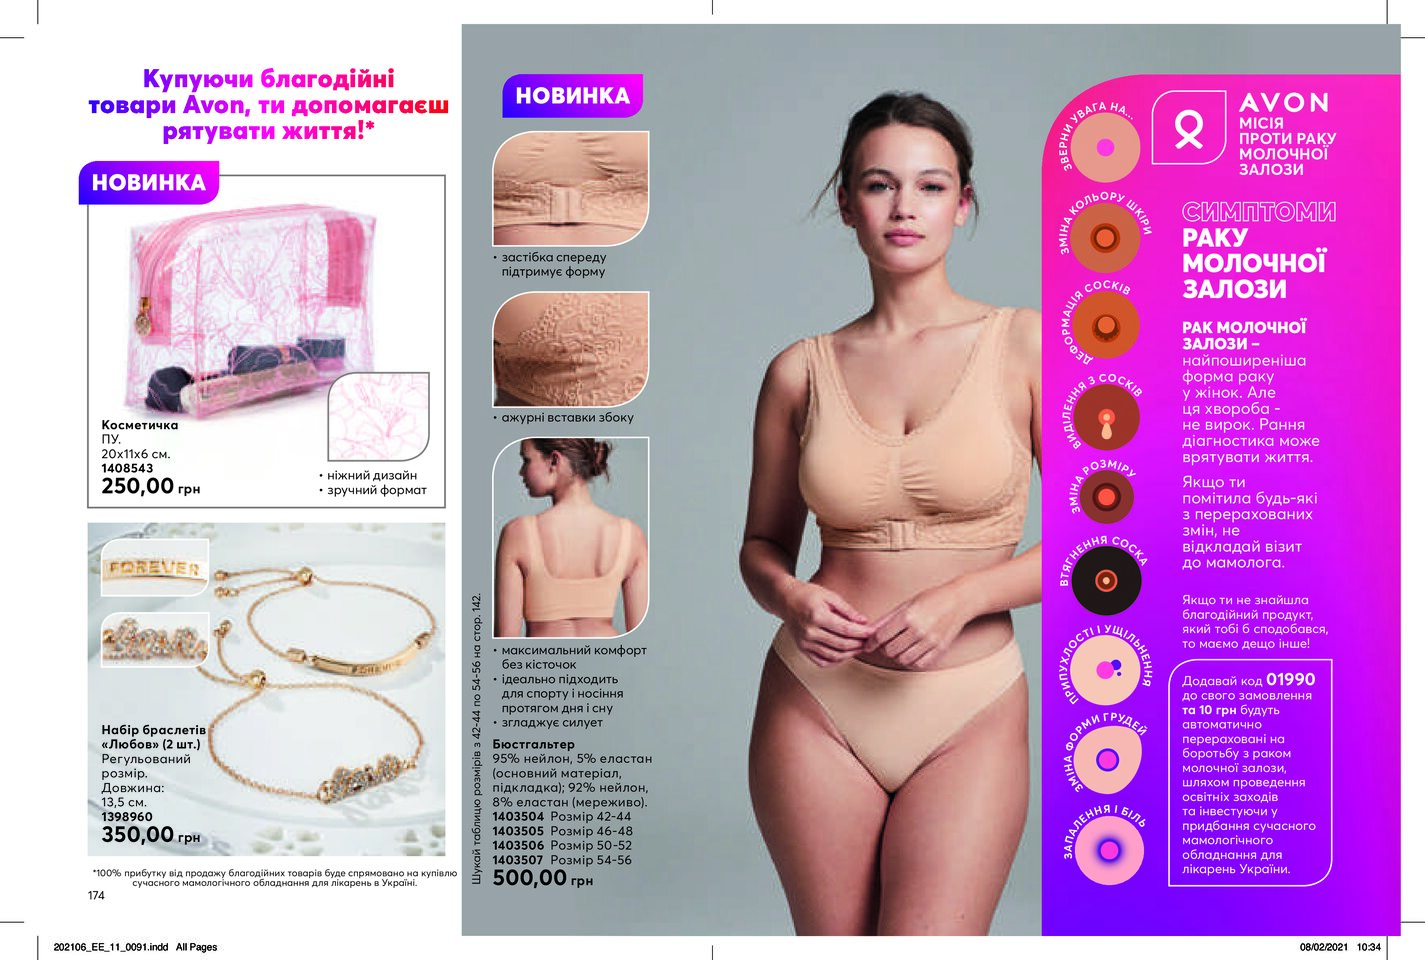 Купуючи благодійні
товари Avon, ти допомагаєш
рятувати життя!*
НОВИНКА
Косметичка
ПУ.
20х11х6 см.
1408543
250,00 грн
• ніжний дизайн
• зручний формат
FOREVER
FOREVER
Набір браслетів
«Любов» (2 шт.)
Регульований
розмір.
Довжина:
13,5 см.
1398960
350,00 грн
*100% прибутку від продажу благодійних товарів буде спрямовано на купівлю
сучасного мамологічного обладнання для лікарень в Україні.
174
НОВИНКА
• застібка спереду
підтримує форму
• ажурні вставки збоку
• максимальний комфорт
без кісточок
• ідеально підходить
для спорту і носіння
протягом дня і сну
• згладжує силует
Бюстгальтер
95% нейлон, 5% еластан
(основний матеріал,
підкладка); 92% нейлон,
8% еластан (мереживо).
1403504 Розмір 42-44
1403505 Розмір 46-48
1403506 Розмір 50-52
1403507 Розмір 54-56
500,00 грн
Шукай таблицю розмірів з 42-44 по 54-56 на стор. 142.
ЗВЕРНИ УВАГА НА...
ЗМІНА КОЛЬОРУ ШКІРИ
ДЕФОРМАЦІЯ СОСКІВ
ВИДІЛЕННЯ З СОСКІВ
ЗМІНА РОЗМІРУ
ВТЯГНЕННЯ СОСКА
ПРИПУХЛОСТІ І УЩІЛЬНЕННЯ
ЗМІНА ФОРМИ ГРУДЕЙ
ЗАПАЛЕННЯ І БІЛЬ
AVON
МІСІЯ
ПРОТИ РАКУ
МОЛОЧНОЇ
ЗАЛОЗИ
СИМПТОМИ
РАКУ
МОЛОЧНОЇ
ЗАЛОЗИ
РАК МОЛОЧНОЇ
ЗАЛОЗИ –
найпоширеніша
форма раку
у жінок. Але
ця хвороба -
не вирок. Рання
діагностика може
врятувати життя.
Якщо ти
помітила будь-які
з перерахованих
змін, не
відкладай візит
до мамолога.
Якщо ти не знайшла
благодійний продукт,
який тобі б сподобався,
то маємо дещо інше!
Додавай код 01990
до свого замовлення
та 10 грн будуть
автоматично
перераховані на
боротьбу з раком
молочної залози,
шляхом проведення
освітніх заходів
та інвестуючи у
придбання сучасного
мамологічного
обладнання для
лікарень України.
202106_EE_11_0091.indd All Pages
08/02/2021 10:34